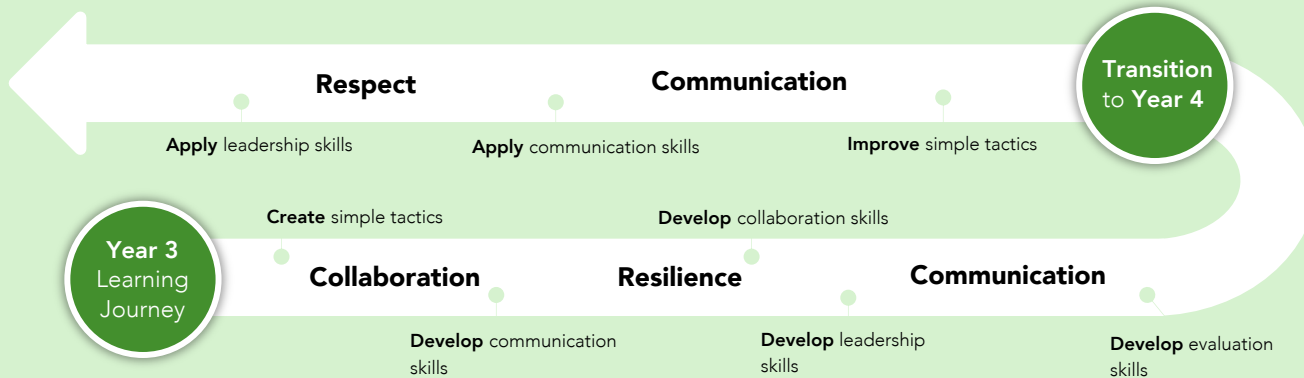 Respect
Communication
Transition
to Year 4
Apply leadership skills
Apply communication skills
Improve simple tactics
Create simple tactics
Develop collaboration skills
Year 3
Learning
Journey
Collaboration
Resilience
Communication
Develop communication
skills
Develop leadership
skills
Develop evaluation
skills